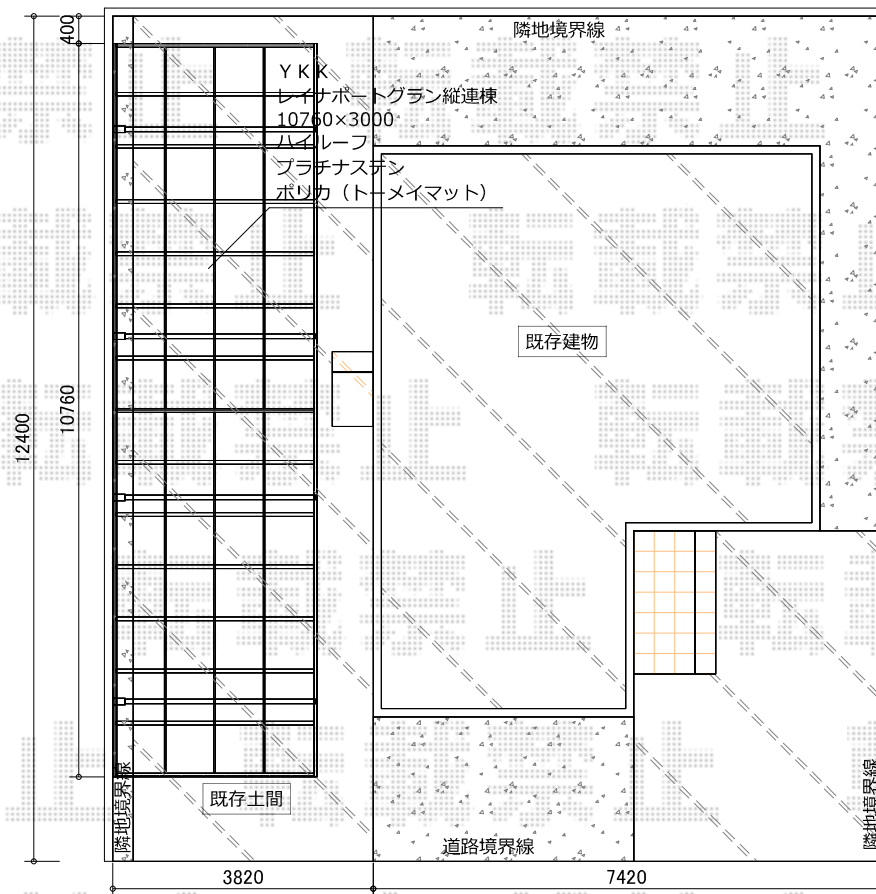 400
隣地境界線
ＹＫＫ
レイナポートグラン縦連棟
10760×3000
ハイルーフ
プラチナステン
ポリカ（トーメイマット）
既存建物
10760
12400
既存土間
隣地境界線
道路境界線
隣地境界線
3820
7420